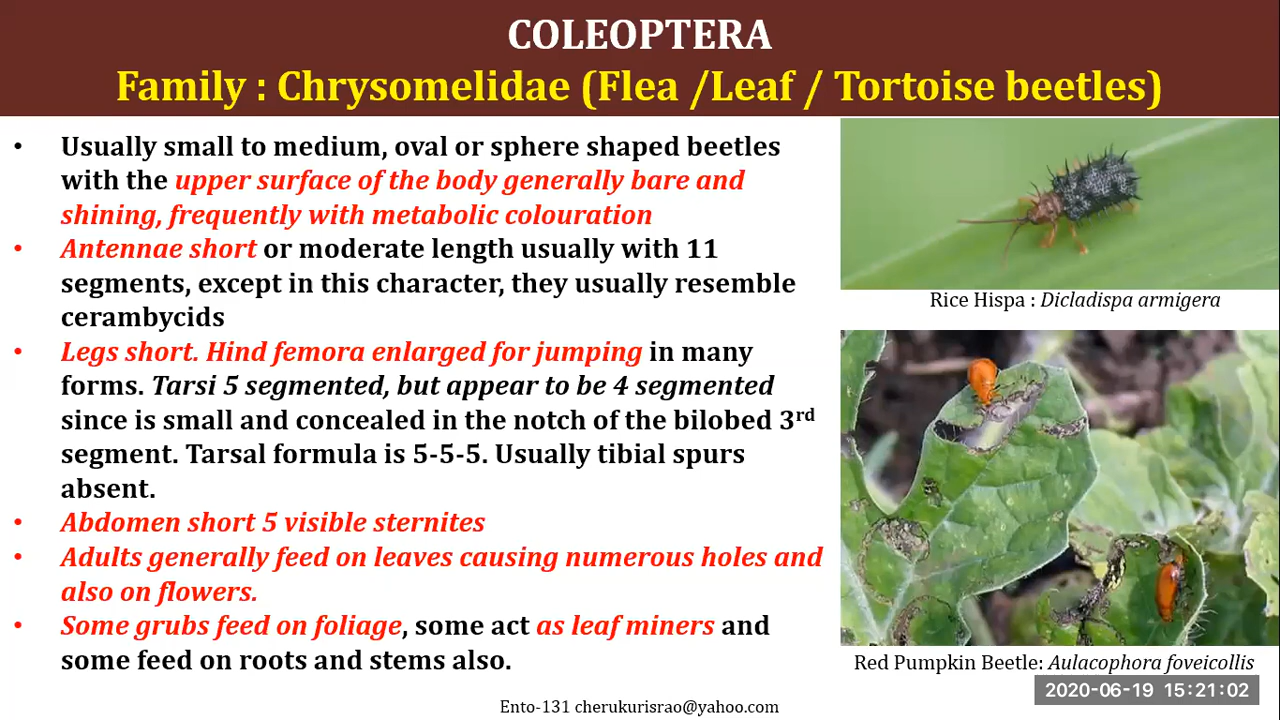 COLEOPTERA
Family : Chrysomelidae (Flea /Leaf / Tortoise beetles)
• Usually small to medium, oval or sphere shaped beetles
with the upper surface of the body generally bare and
shining, frequently with metabolic colouration
• Antennae short or moderate length usually with 11
segments, except in this character, they usually resemble
cerambycids
• Legs short. Hind femora enlarged for jumping in many
forms. Tarsi 5 segmented, but appear to be 4 segmented
since is small and concealed in the notch of the bilobed 3rd
segment. Tarsal formula is 5-5-5. Usually tibial spurs
absent.
• Abdomen short 5 visible sternites
• Adults generally feed on leaves causing numerous holes and
also on flowers.
• Some grubs feed on foliage, some act as leaf miners and
some feed on roots and stems also.
Rice Hispa : Dicladispa armigera
Red Pumpkin Beetle: Aulacophora foveicollis
2020-06-19 15:21:02
Ento-131 cherukurisrao@yahoo.com